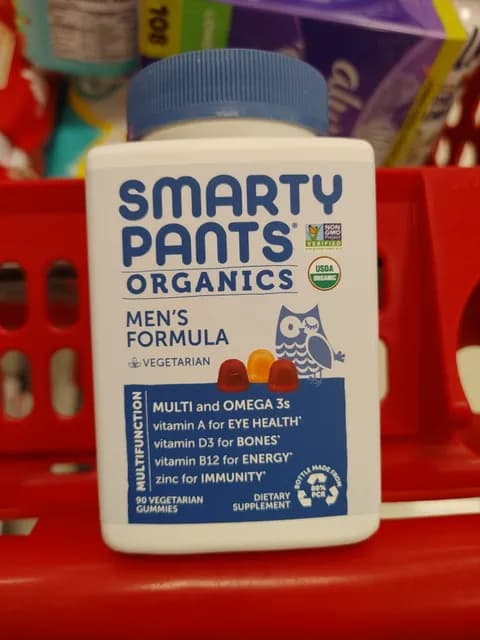 SMARTY
PANTS®
ORGANICS
NON
GMO
Project
VERIFIED
USDA
ORGANIC
MEN'S
FORMULA
VEGETARIAN
MULTIFUNCTION
MULTI and OMEGA 3s
vitamin A for EYE HEALTH*
vitamin D3 for BONES*
vitamin B12 for ENERGY*
zinc for IMMUNITY*
90 VEGETARIAN
GUMMIES
DIETARY
SUPPLEMENT
BOTTLE MADE FROM
PCR